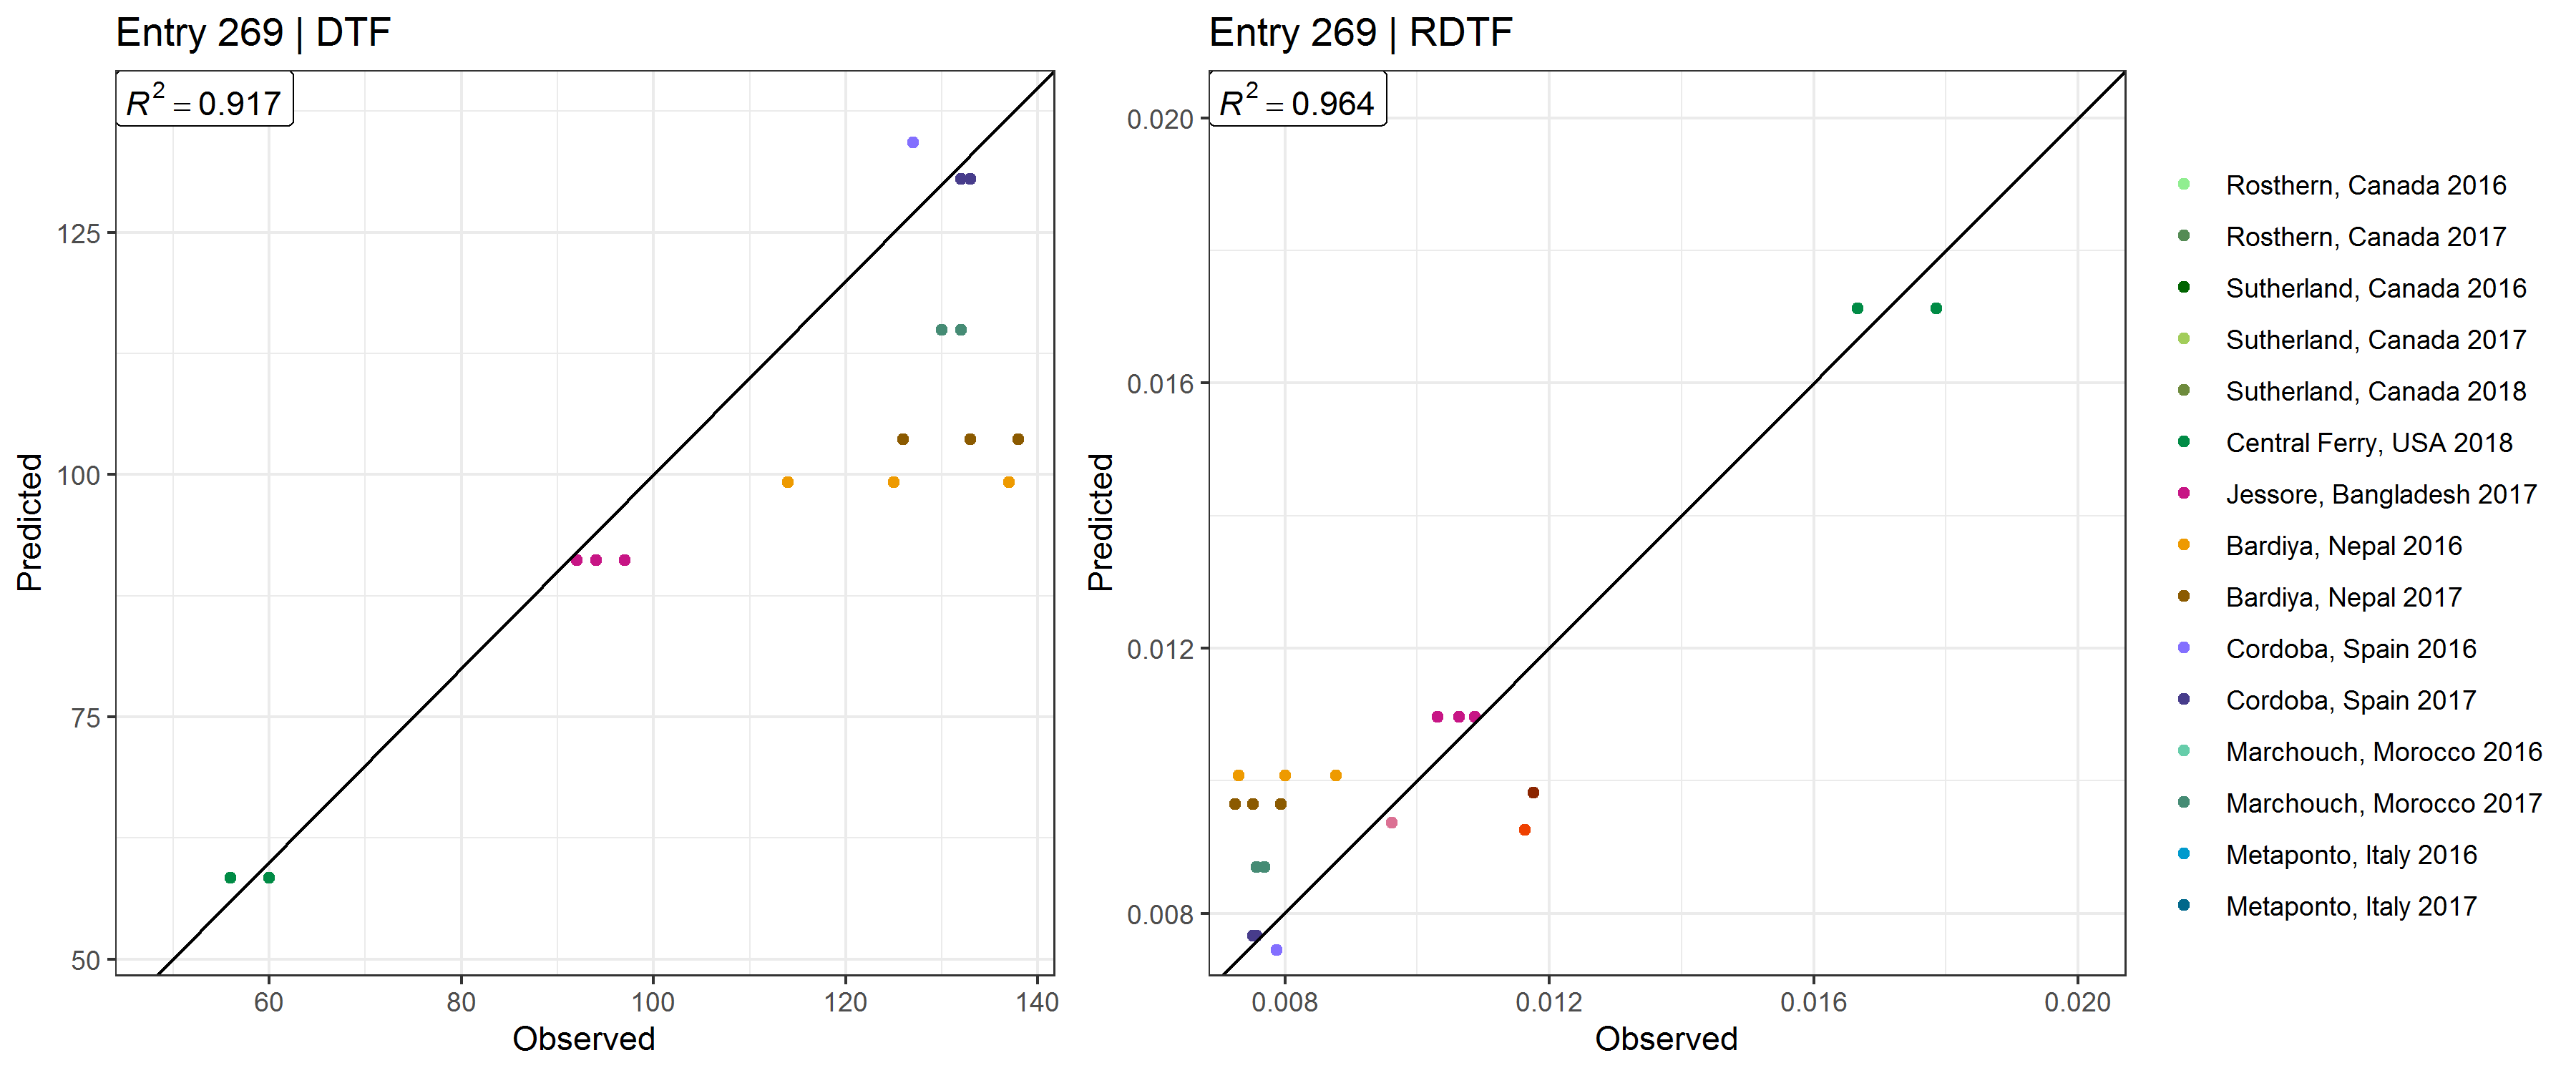 Entry 269 | DTF
R² = 0.917
125
100
75
50
60 80 100 120 140
Observed
Predicted
Entry 269 | RDTF
R² = 0.964
0.020
0.016
0.012
0.008
0.008 0.012 0.016 0.020
Observed
Predicted
Rosthern, Canada 2016
Rosthern, Canada 2017
Sutherland, Canada 2016
Sutherland, Canada 2017
Sutherland, Canada 2018
Central Ferry, USA 2018
Jessore, Bangladesh 2017
Bardiya, Nepal 2016
Bardiya, Nepal 2017
Cordoba, Spain 2016
Cordoba, Spain 2017
Marchouch, Morocco 2016
Marchouch, Morocco 2017
Metaponto, Italy 2016
Metaponto, Italy 2017